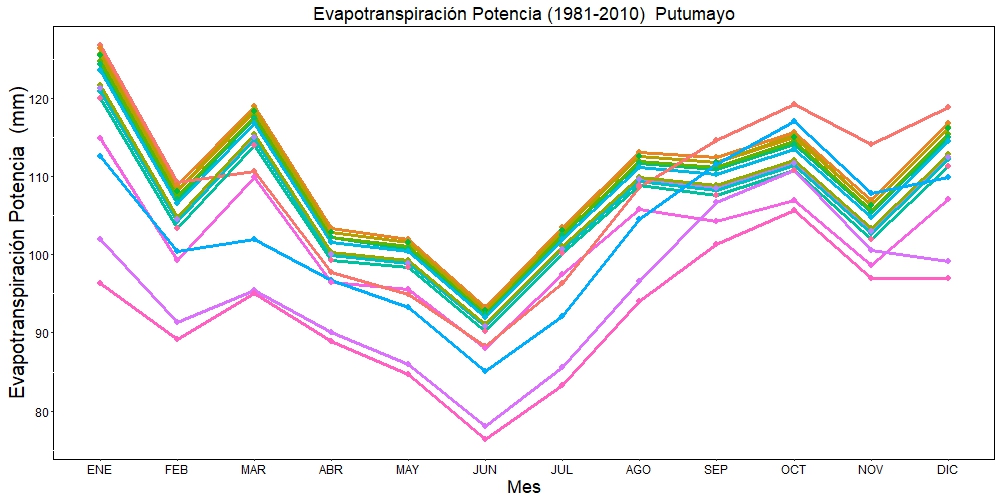 Evapotranspiración Potencia (1981-2010)  Putumayo
Evapotranspiración Potencia  (mm)
120
110
100
90
80
ENE FEB MAR ABR MAY JUN JUL AGO SEP OCT NOV DIC
Mes